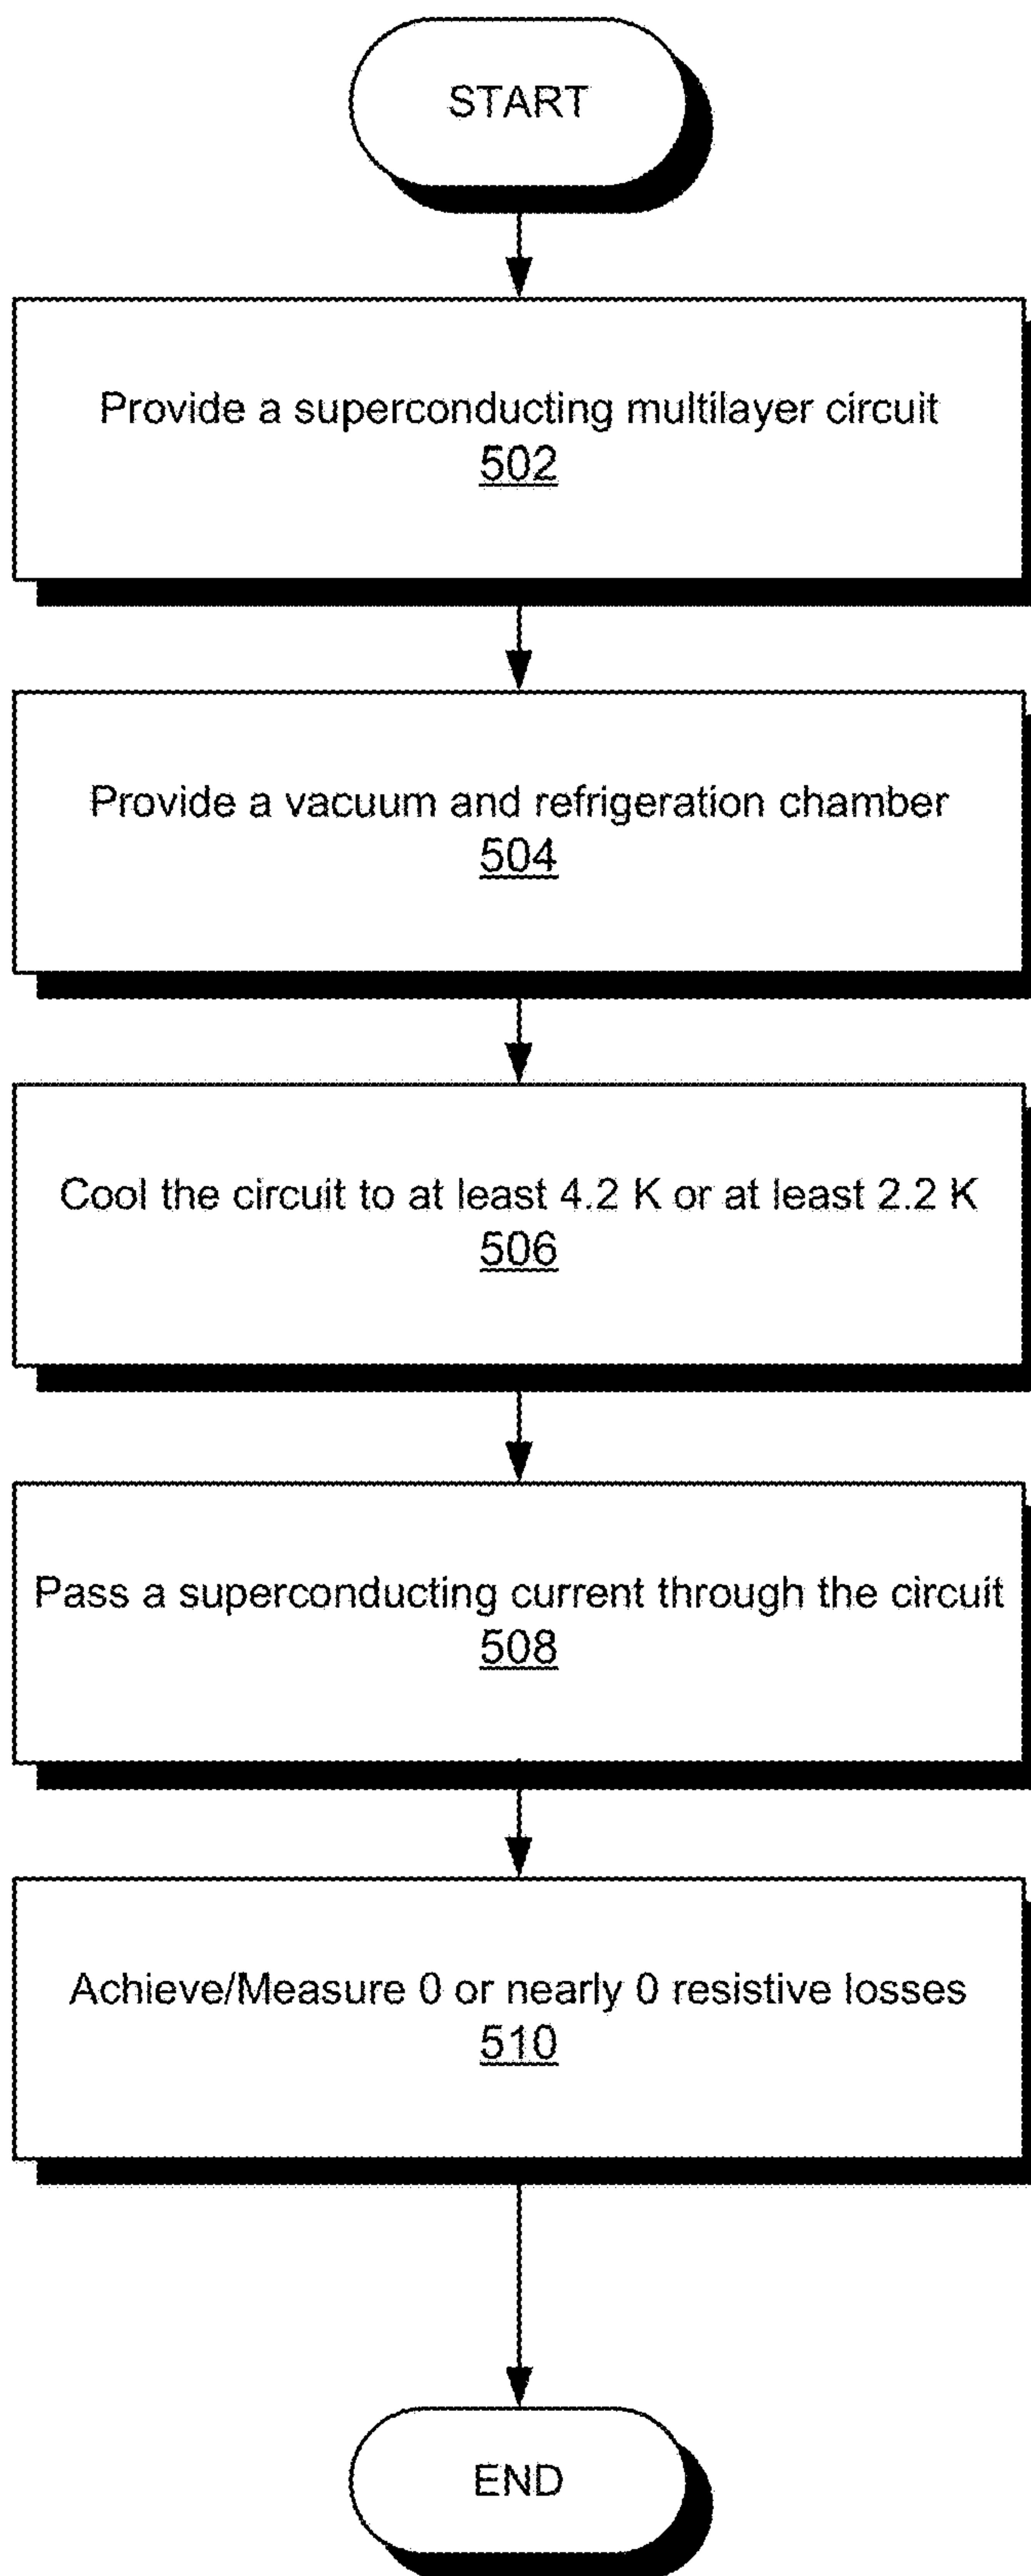 START
Provide a superconducting multilayer circuit
502
Provide a vacuum and refrigeration chamber
504
Cool the circuit to at least 4.2 K or at least 2.2 K
506
Pass a superconducting current through the circuit
508
Achieve/Measure 0 or nearly 0 resistive losses
510
END